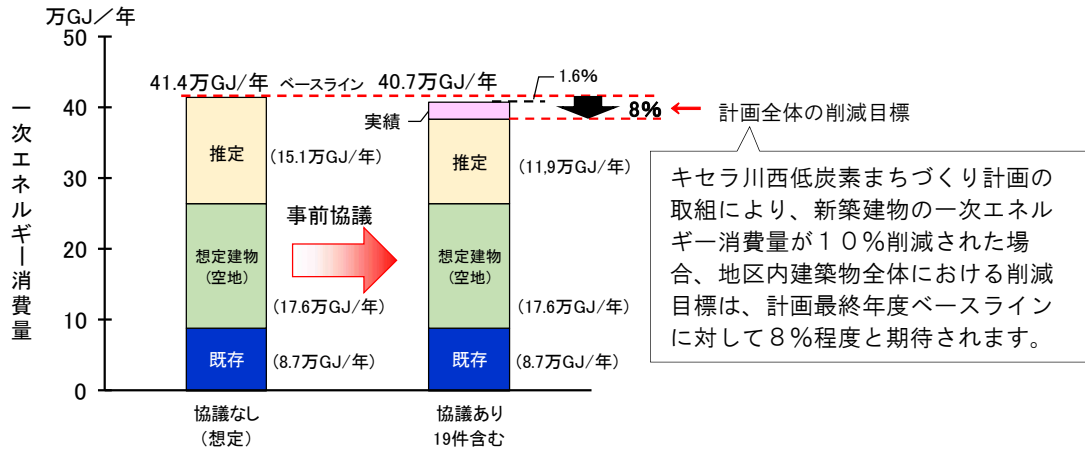 万GJ／年
50
40
30
20
10
0
一次エネルギー消費量
41.4万GJ/年
ベースライン
40.7万GJ/年
1.6%
8%
計画全体の削減目標
実績
推定
(15.1万GJ/年)
推定
(11,9万GJ/年)
事前協議
想定建物
(空地)
(17.6万GJ/年)
想定建物
(空地)
(17.6万GJ/年)
既存
(8.7万GJ/年)
既存
(8.7万GJ/年)
協議なし
（想定）
協議あり
19件含む
キセラ川西低炭素まちづくり計画の
取組により、新築建物の一次エネル
ギー消費量が１０％削減された場
合、地区内建築物全体における削減
目標は、計画最終年度ベースライン
に対して８％程度と期待されます。